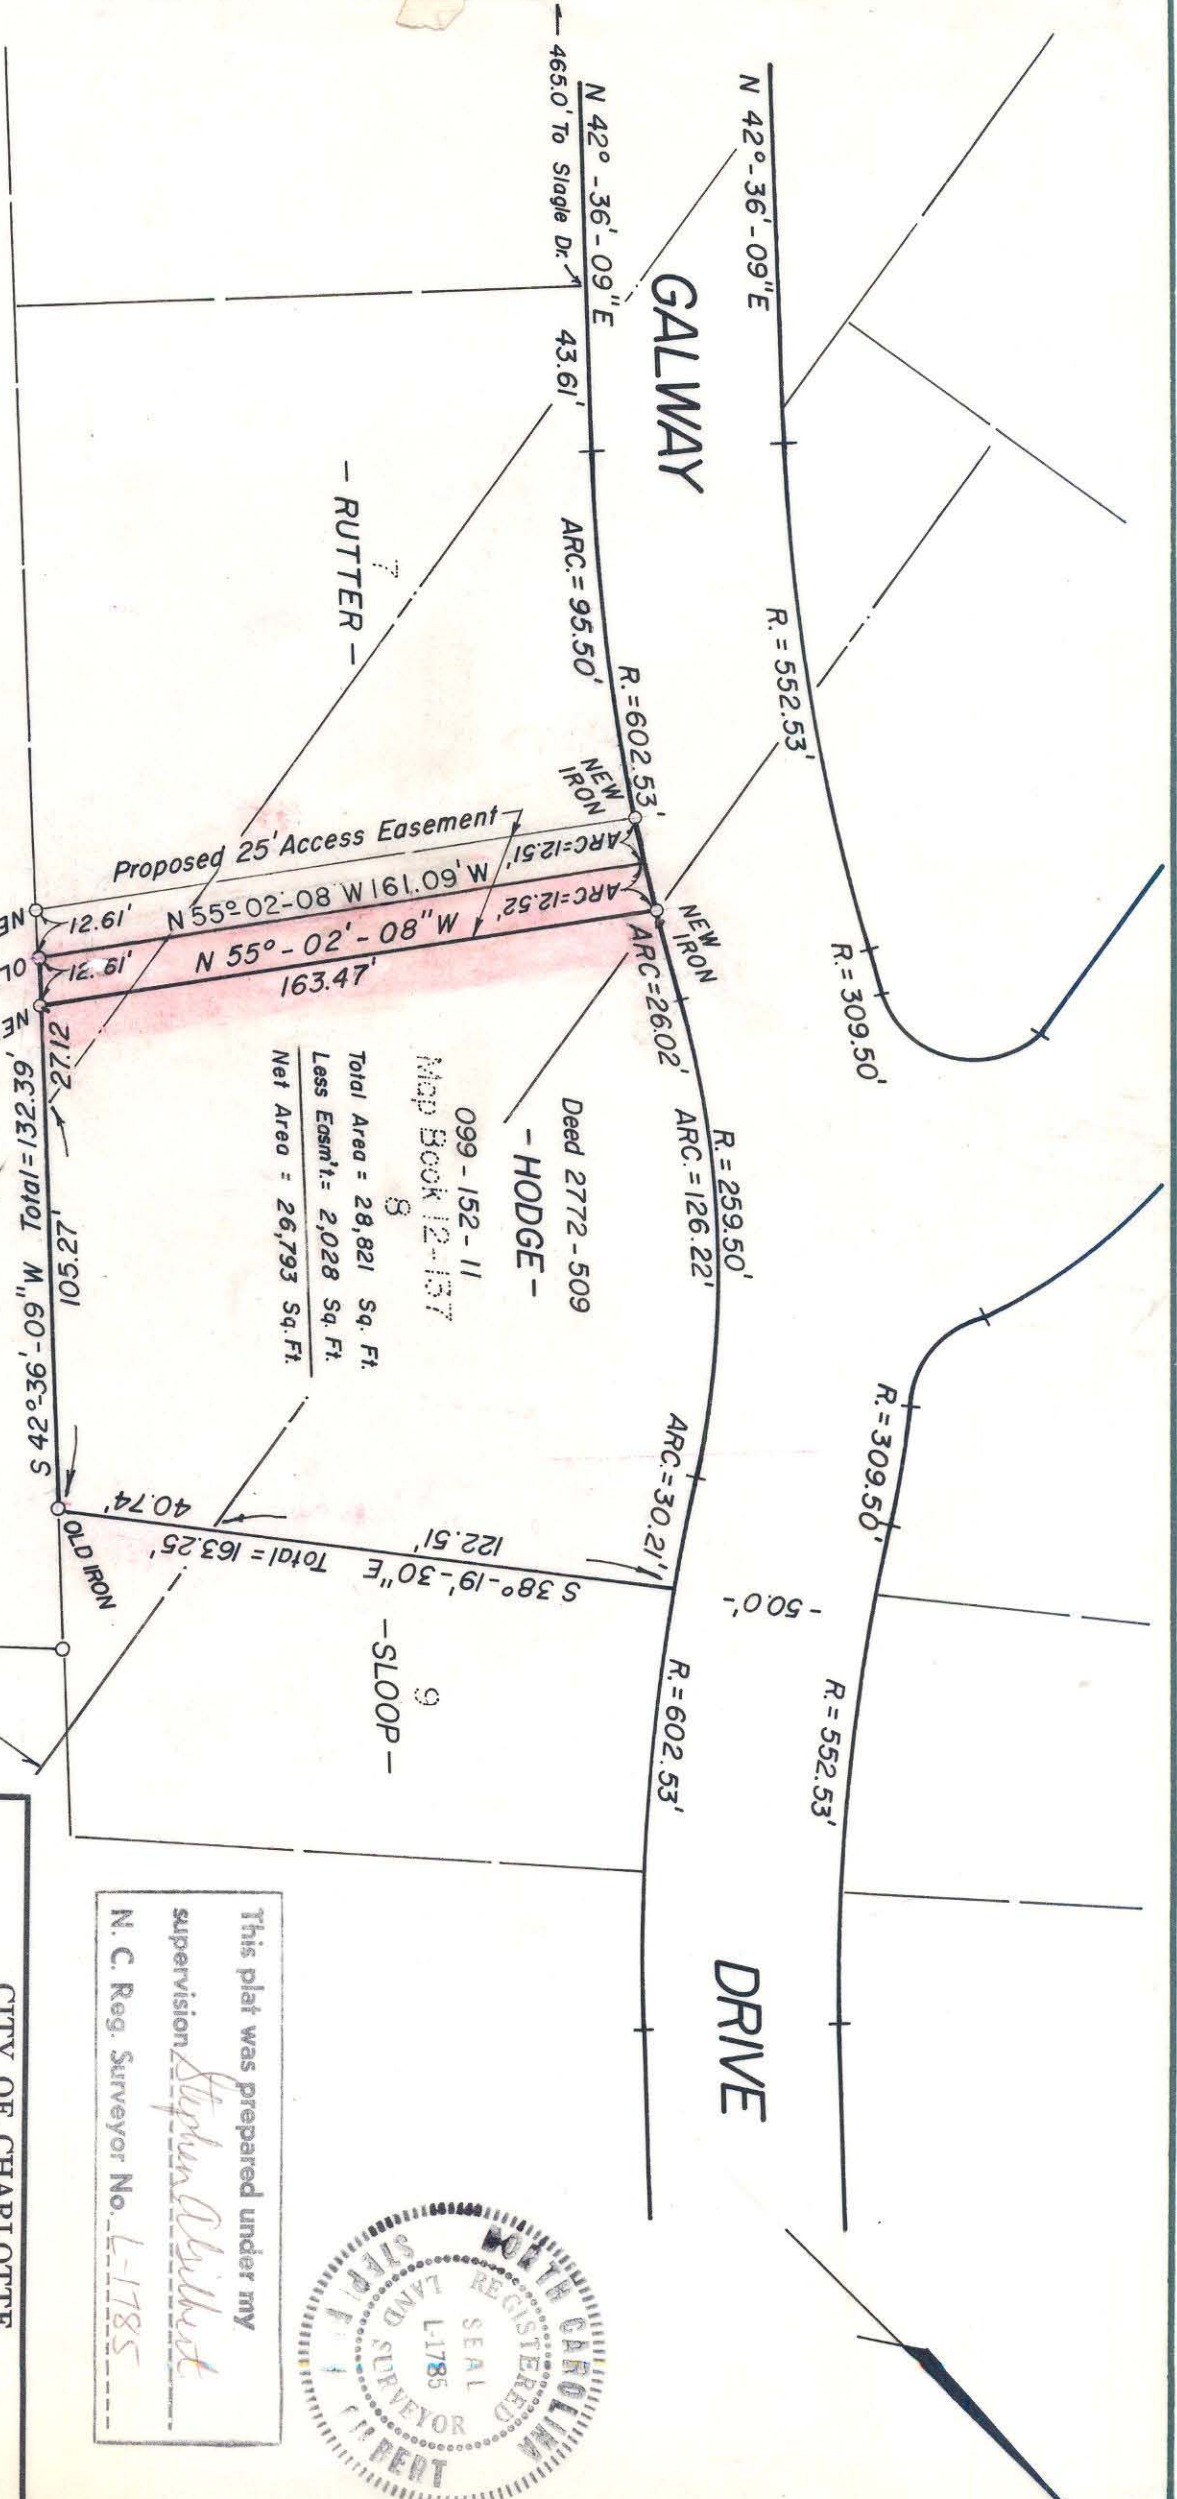 N 42°-36'-09"E
R.=552.53'
R.=309.50'
R.=309.50'
R.=552.53'
-50.0'-
GALWAY
DRIVE
N 42°-36'-09"E
465.0' To Slagle Dr.
43.61'
ARC.=95.50'
R.=602.53'
NEW
IRON
ARC=12.51'
ARC=12.52'
NEW
IRON
ARC=26.02'
R.=259.50'
ARC.=126.22'
ARC.=30.21'
R.=602.53'
7
-RUTTER-
Proposed 25' Access Easement
N 55°-02-08 W 161.09' W
N 55°-02'-08" W
163.47'
12.61'
12.61'
27.12
105.27'
S 42°-36'-09" W Total=132.39'
Deed 2772-509
-HODGE-
099-152-11
Map Book 12-137
8
Total Area = 28,821 Sq. Ft.
Less Easm't.= 2,028 Sq. Ft.
Net Area = 26,793 Sq. Ft.
S 38°-19'-30"E
122.51'
Total=163.25'
40.74'
OLD IRON
9
-SLOOP-
This plat was prepared under my
supervision
N. C. Reg. Surveyor No. L-1785
NORTH CAROLINA
REGISTERED
SEAL
L-1785
LAND SURVEYOR
CITY OF CHARLOTTE